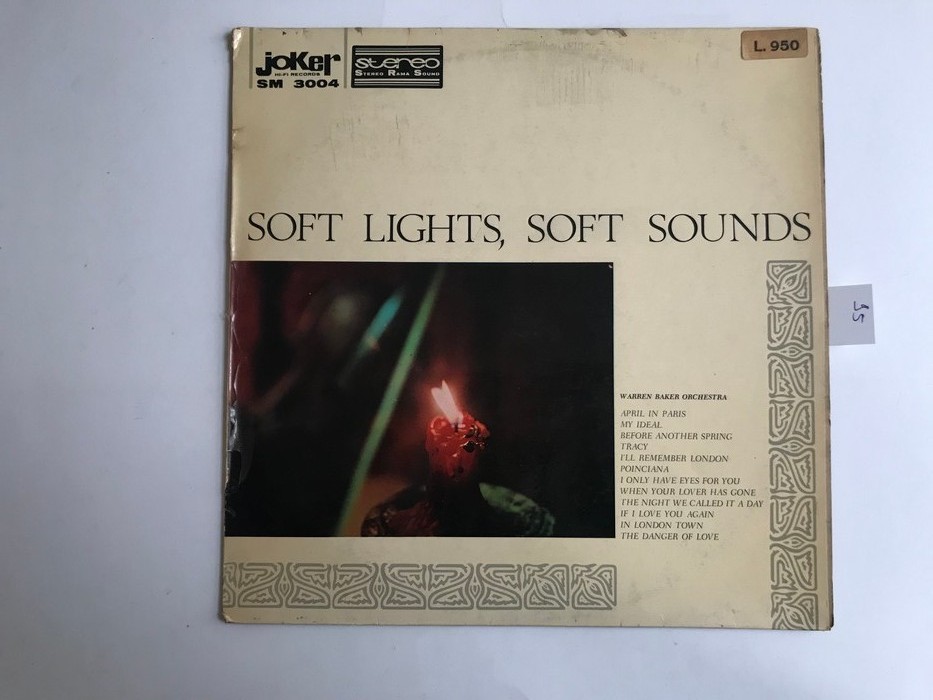 joker
HI-FI RECORDS
SM 3004
stereo
STEREO RAMA SOUND
L. 950
SOFT LIGHTS, SOFT SOUNDS
WARREN BAKER ORCHESTRA
APRIL IN PARIS
MY IDEAL
BEFORE ANOTHER SPRING
TRACY
I'LL REMEMBER LONDON
POINCIANA
I ONLY HAVE EYES FOR YOU
WHEN YOUR LOVER HAS GONE
THE NIGHT WE CALLED IT A DAY
IF I LOVE YOU AGAIN
IN LONDON TOWN
THE DANGER OF LOVE